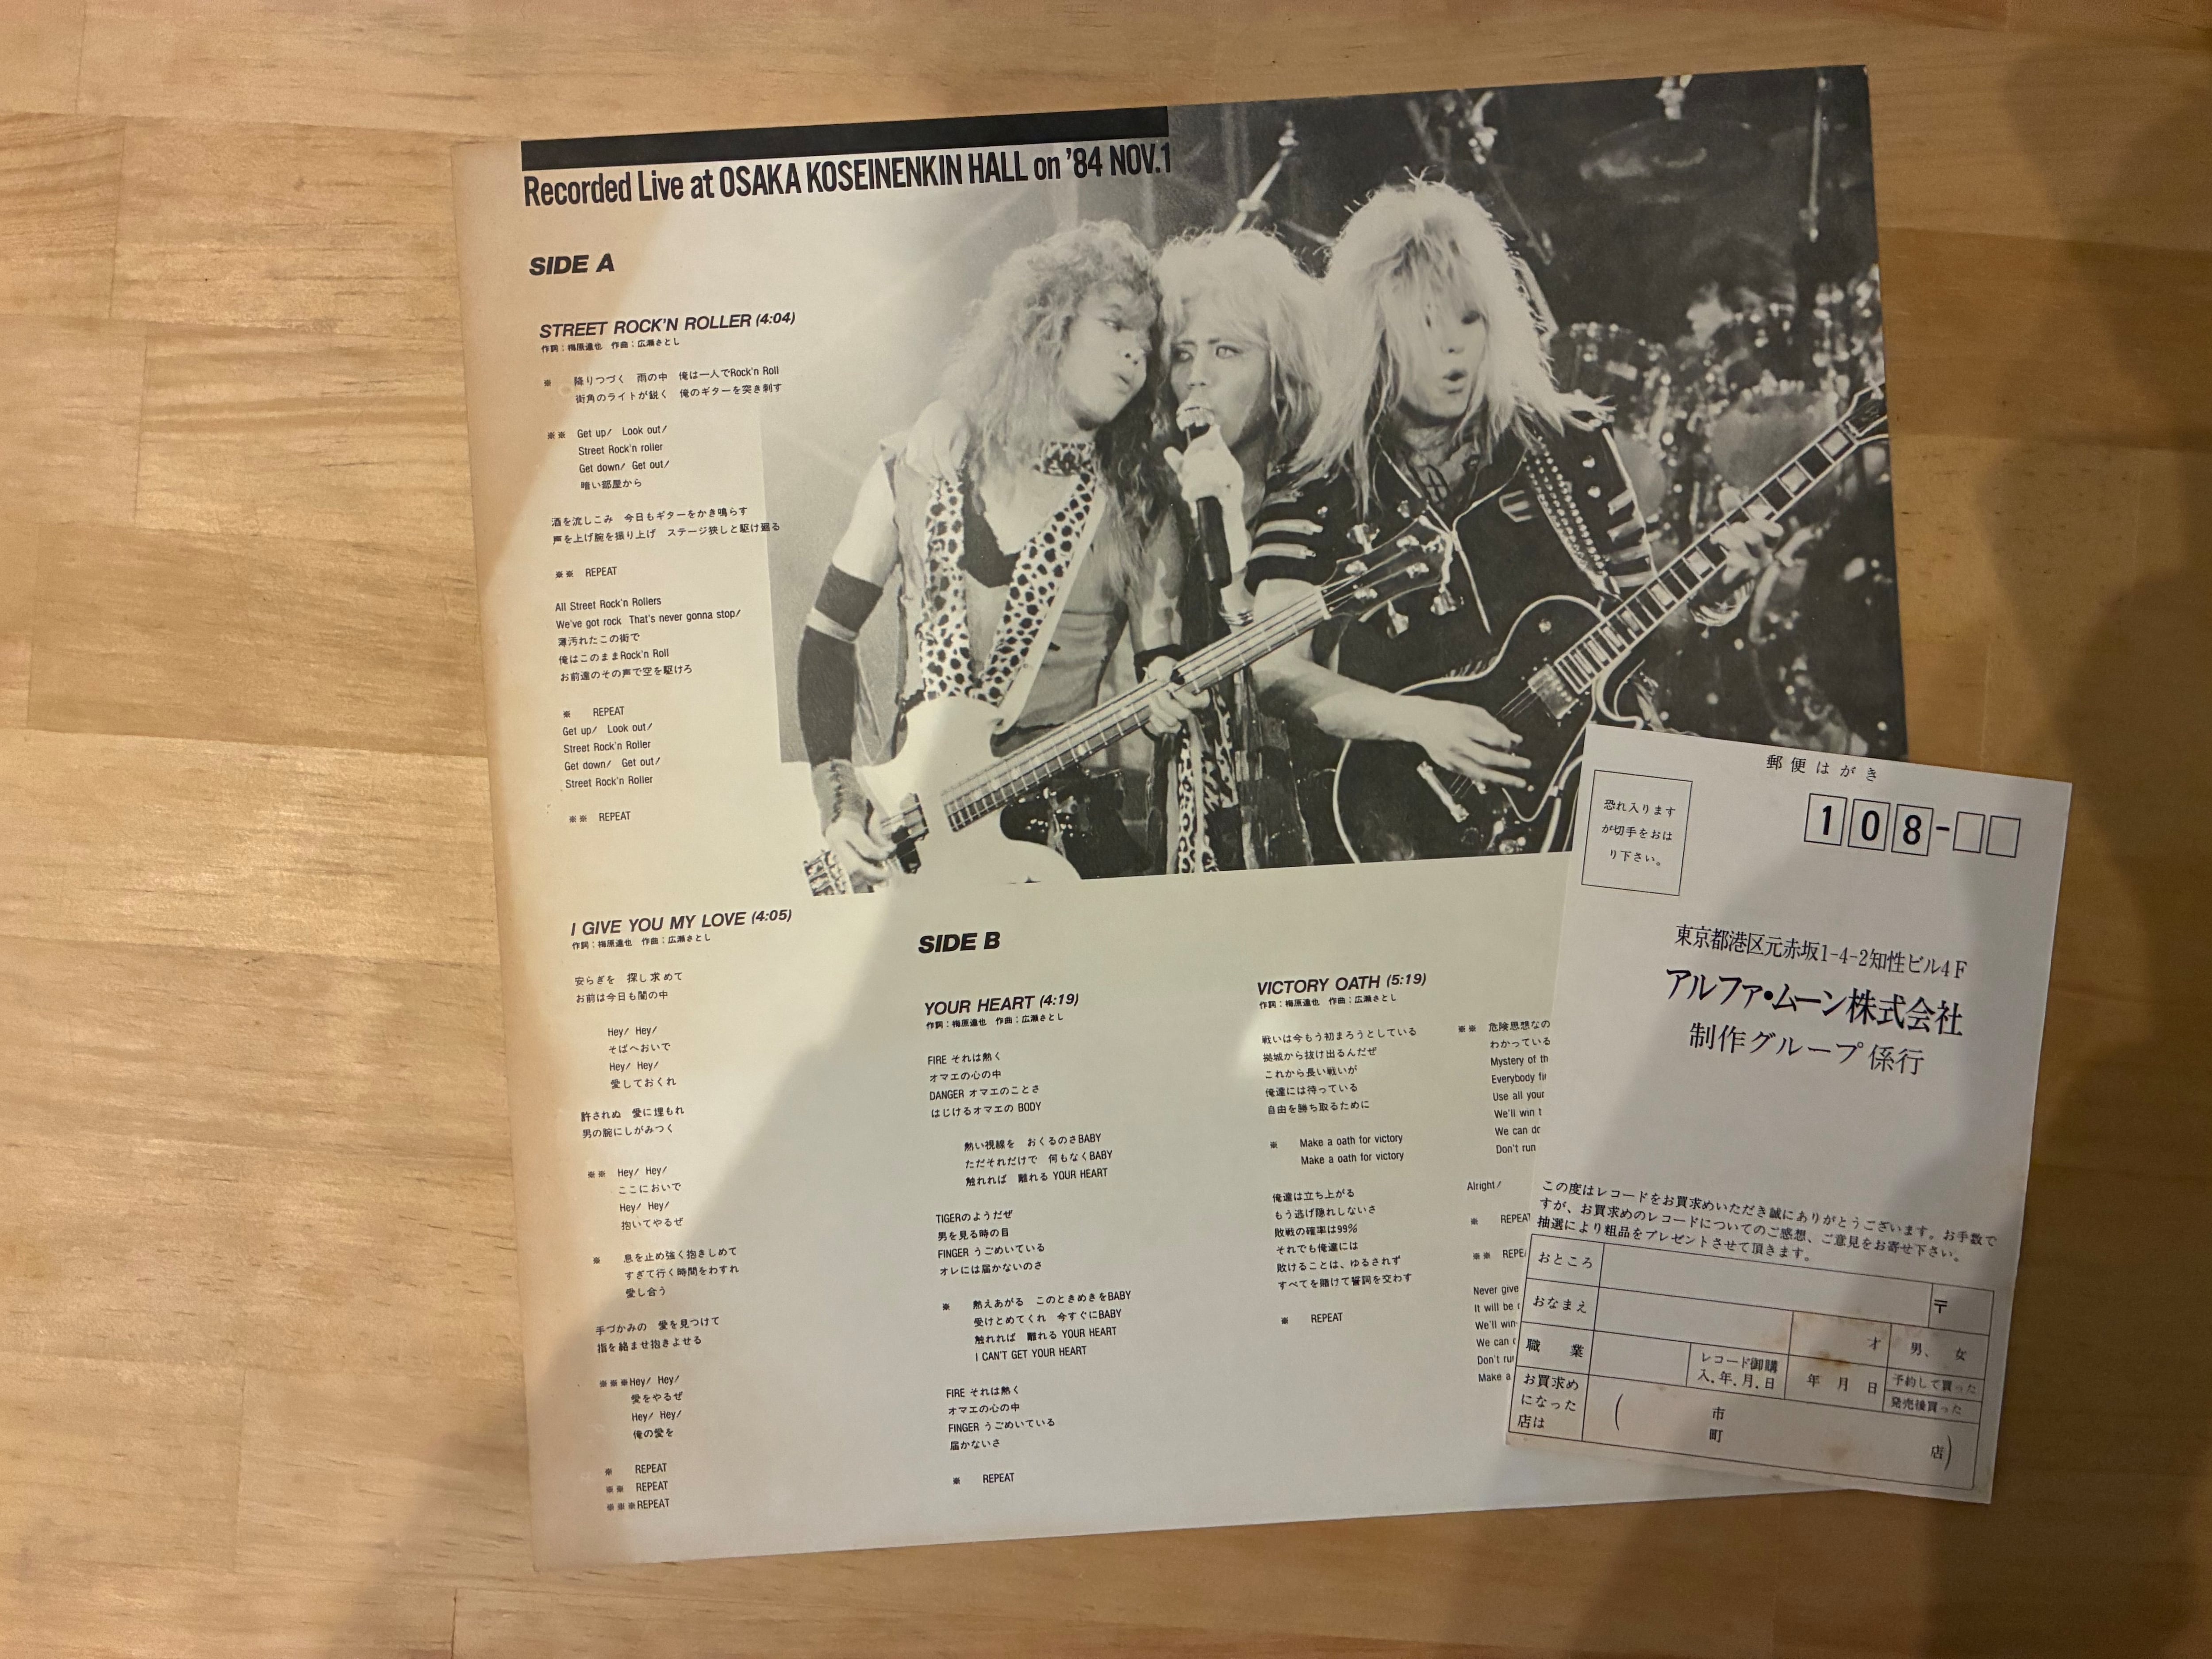 Recorded Live at OSAKA KOSEINENKIN HALL on '84 NOV.1
SIDE A
STREET ROCK'N ROLLER (4:04)
作詞：梅原達也　作曲：広瀬さとし
※　降りつづく　雨の中　俺は一人でRock'n Roll
街角のライトが鋭く　俺のギターを突き刺す
※※　Get up!　Look out!
Street Rock'n roller
Get down!　Get out!
暗い部屋から
酒を流しこみ　今日もギターをかき鳴らす
声を上げ腕を振り上げ　ステージ狭しと駆け廻る
※※　REPEAT
All Street Rock'n Rollers
We've got rock　That's never gonna stop!
薄汚れたこの街で
俺はこのままRock'n Roll
お前達のその声で空を駆けろ
※　REPEAT
Get up!　Look out!
Street Rock'n Roller
Get down!　Get out!
Street Rock'n Roller
※※　REPEAT
I GIVE YOU MY LOVE (4:05)
作詞：梅原達也　作曲：広瀬さとし
安らぎを　探し求めて
お前は今日も闇の中
Hey!　Hey!
そばへおいで
Hey!　Hey!
愛しておくれ
許されぬ　愛に埋もれ
男の腕にしがみつく
※※　Hey!　Hey!
ここにおいで
Hey!　Hey!
抱いてやるぜ
※　息を止め強く抱きしめて
すぎて行く時間をわすれ
愛し合う
手づかみの　愛を見つけて
指を絡ませ抱きよせる
※※※Hey!　Hey!
愛をやるぜ
Hey!　Hey!
俺の愛を
※　REPEAT
※※　REPEAT
※※※REPEAT
SIDE B
YOUR HEART (4:19)
作詞：梅原達也　作曲：広瀬さとし
FIRE それは熱く
オマエの心の中
DANGER オマエのことさ
はじけるオマエの BODY
熱い視線を　おくるのさBABY
ただそれだけで　何もなくBABY
触れれば　離れる YOUR HEART
TIGERのようだぜ
男を見る時の目
FINGER うごめいている
オレには届かないのさ
※　熱えあがる　このときめきをBABY
受けとめてくれ　今すぐにBABY
触れれば　離れる YOUR HEART
I CAN'T GET YOUR HEART
FIRE それは熱く
オマエの心の中
FINGER うごめいている
届かないさ
※　REPEAT
VICTORY OATH (5:19)
作詞：梅原達也　作曲：広瀬さとし
戦いは今もう初まろうとしている
拠城から抜け出るんだぜ
これから長い戦いが
俺達には待っている
自由を勝ち取るために
※　Make a oath for victory
Make a oath for victory
俺達は立ち上がる
もう逃げ隠れしないさ
敗戦の確率は99%
それでも俺達には
敗けることは、ゆるされず
すべてを賭けて誓詞を交わす
※　REPEAT
※※　危険思想なの
わかっている
Mystery of th
Everybody fi
Use all your
We'll win t
We can do
Don't run
Alright!
※　REPEAT
※※　REPE
Never give
It will be
We'll win
We can
Don't ru
Make a
郵便はがき
恐れ入ります
が切手をおは
り下さい。
108-
東京都港区元赤坂1-4-2知性ビル4F
アルファ・ムーン株式会社
制作グループ係行
この度はレコードをお買求めいただき誠にありがとうございます。お手数で
すが、お買求めのレコードについてのご感想、ご意見をお寄せ下さい。
抽選により粗品をプレゼントさせて頂きます。
おところ
〒
おなまえ
才
男、女
職　業
レコード御購
入.年.月.日
年　月　日
予約して買った
発売後買った
お買求め
になった
店は
（　市
町　店）